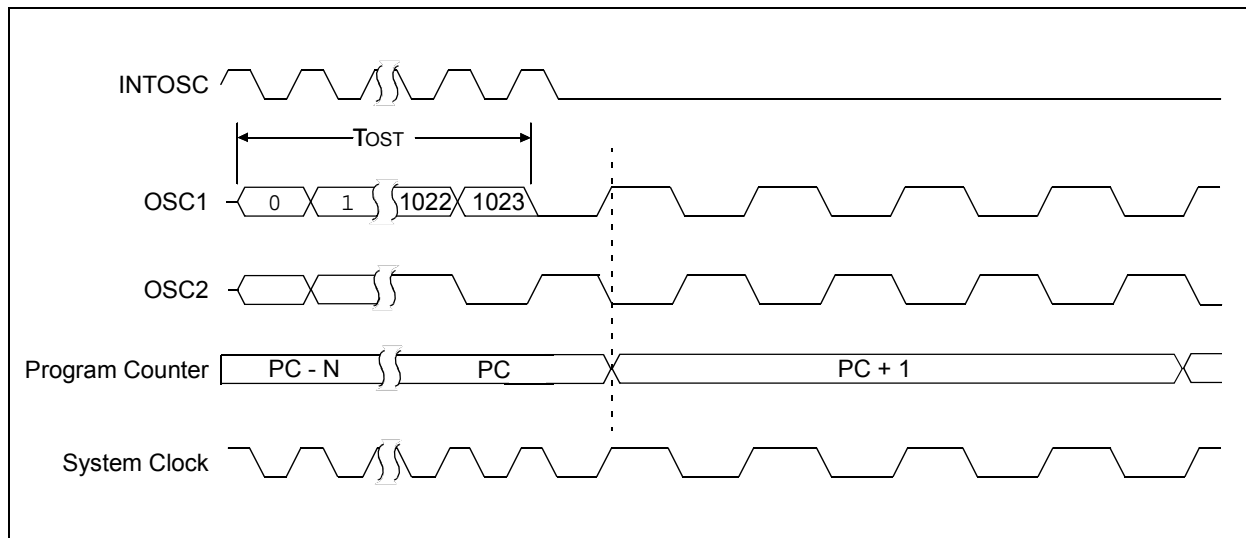 INTOSC
TOST
OSC1 0 1 1022 1023
OSC2
Program Counter PC - N PC PC + 1
System Clock